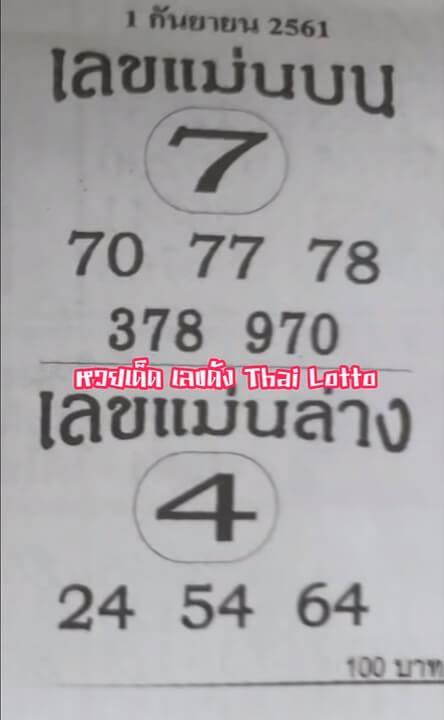 1 กันยายน 2561
เลขแม่นบน
7
70 77 78
378 970
หวยเด็ด เลขดัง Thai Lotto
เลขแม่นล่าง
4
24 54 64
100 บาท